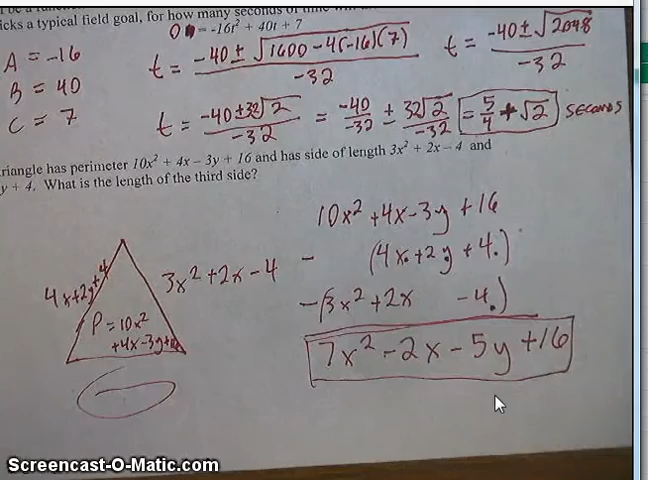 icks a typical field goal, for how many seconds of time will
0 = -16t² + 40t + 7
A = -16
B = 40
C = 7
t = -40 ± √1600 - 4(-16)(7) / -32
t = -40 ± √2048 / -32
t = -40 ± 32√2 / -32 = -40/-32 ± 32√2/-32 = 5/4 + √2 SECONDS
riangle has perimeter 10x² + 4x – 3y + 16 and has side of length 3x² + 2x – 4 and
y + 4. What is the length of the third side?
4x+2y+4
3x²+2x-4
P = 10x²
+4x-3y+16
10x² +4x-3y +16
- (4x+2y+4)
-(3x²+2x -4)
7x² -2x -5y +16
Screencast-O-Matic.com